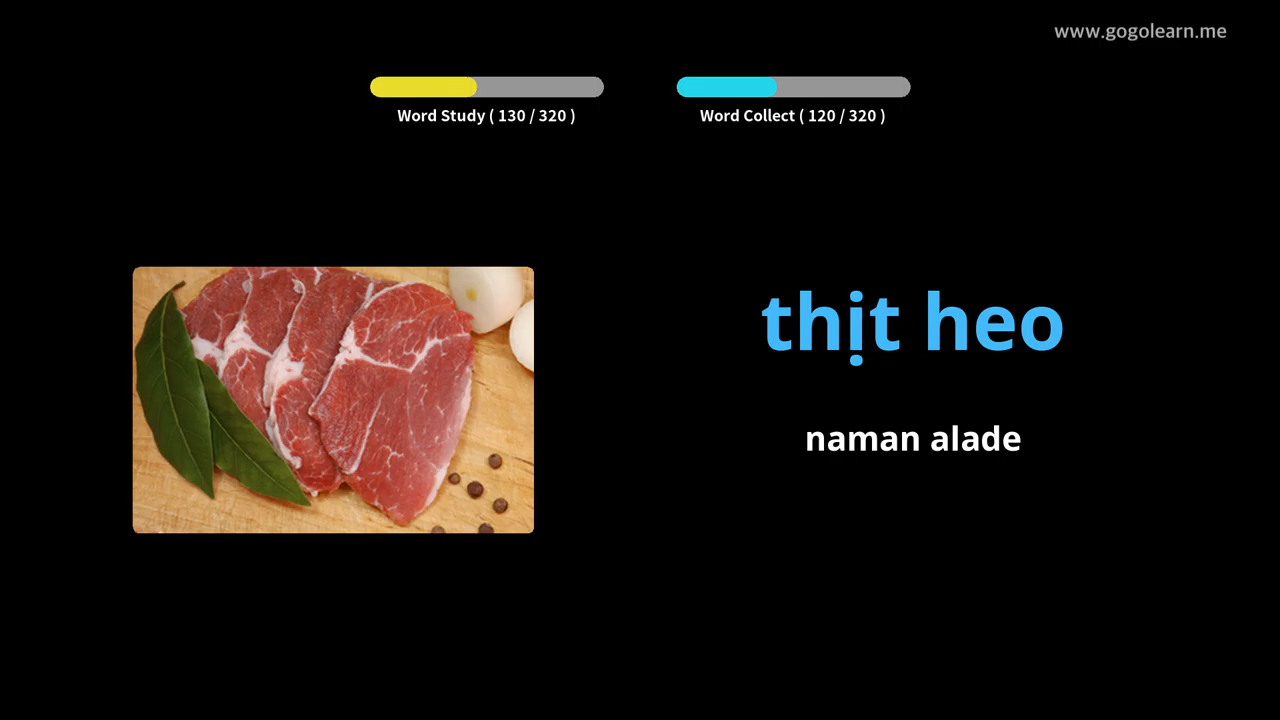 www.gogolearn.me
Word Study ( 130 / 320 )
Word Collect ( 120 / 320 )
thịt heo
naman alade